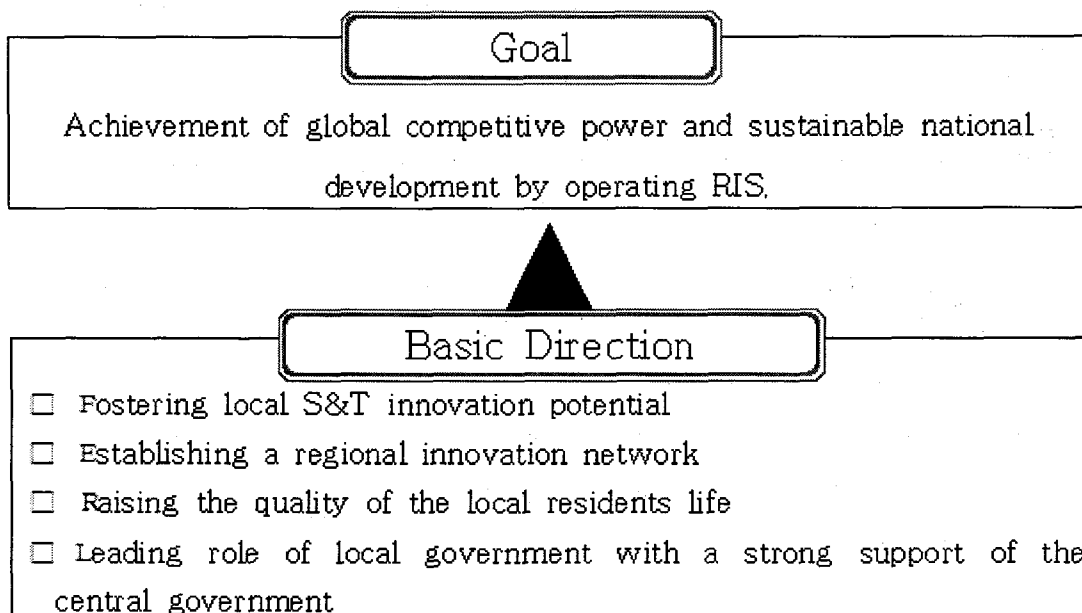 Goal
Achievement of global competitive power and sustainable national
development by operating RIS.
Basic Direction
□ Fostering local S&T innovation potential
□ Establishing a regional innovation network
□ Raising the quality of the local residents life
□ Leading role of local government with a strong support of the
central government